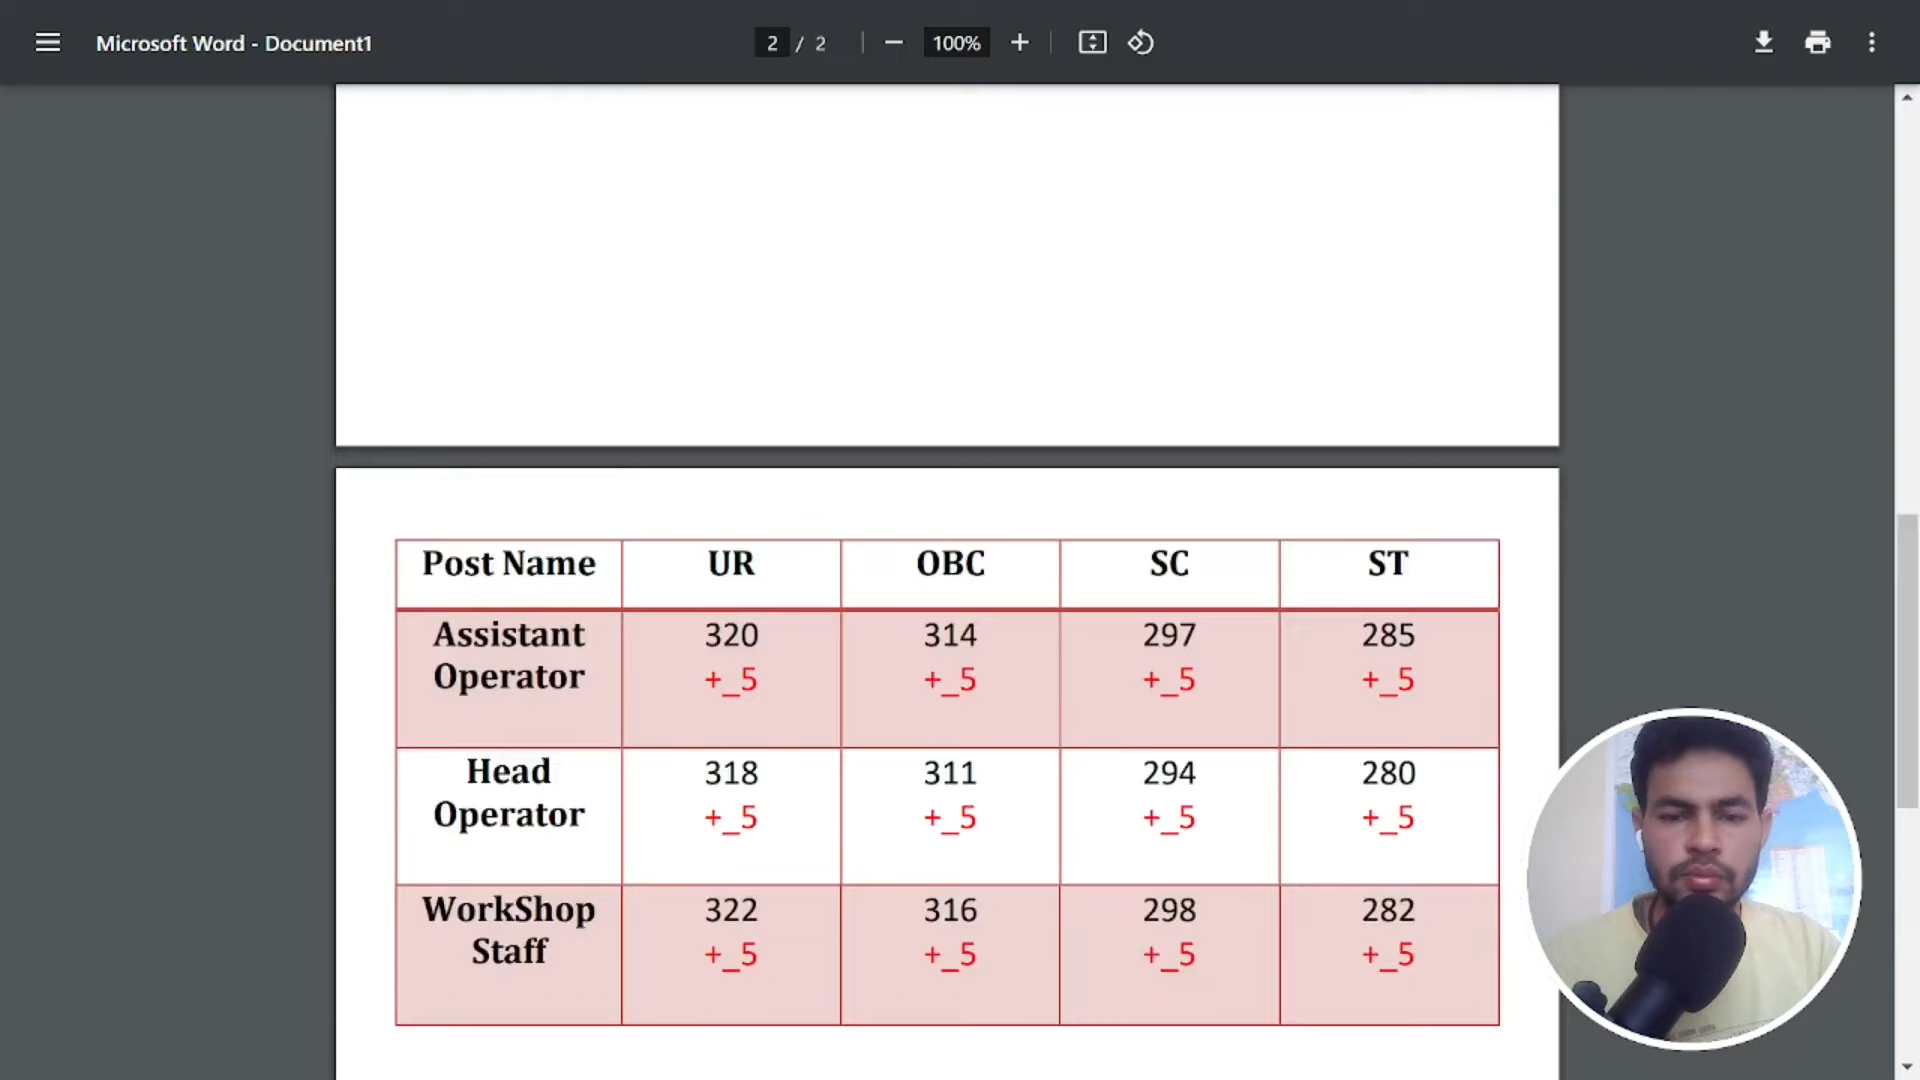 Microsoft Word - Document1
2 / 2
100%
Post Name UR OBC SC ST
Assistant Operator 320 +_5 314 +_5 297 +_5 285 +_5
Head Operator 318 +_5 311 +_5 294 +_5 280 +_5
WorkShop Staff 322 +_5 316 +_5 298 +_5 282 +_5